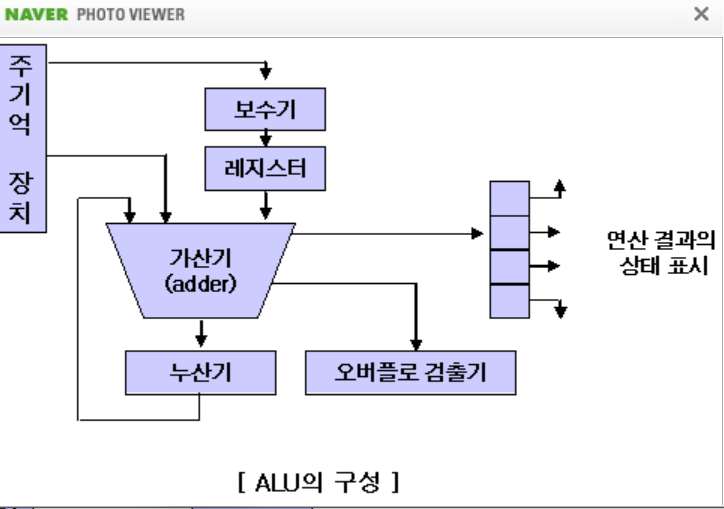 NAVER PHOTO VIEWER
주
기
억
장
치
보수기
레지스터
가산기
(adder)
연산 결과의
상태 표시
누산기
오버플로 검출기
[ ALU의 구성 ]